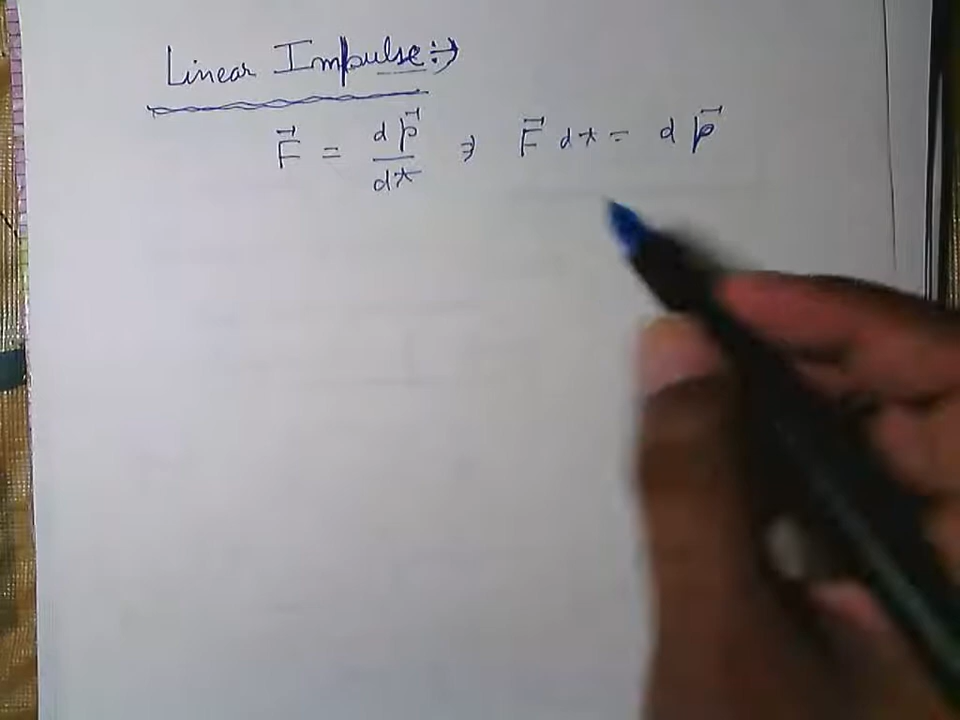 Linear Impulse :→
F⃗ = dp⃗/dt ⇒ F⃗ dt = dp⃗